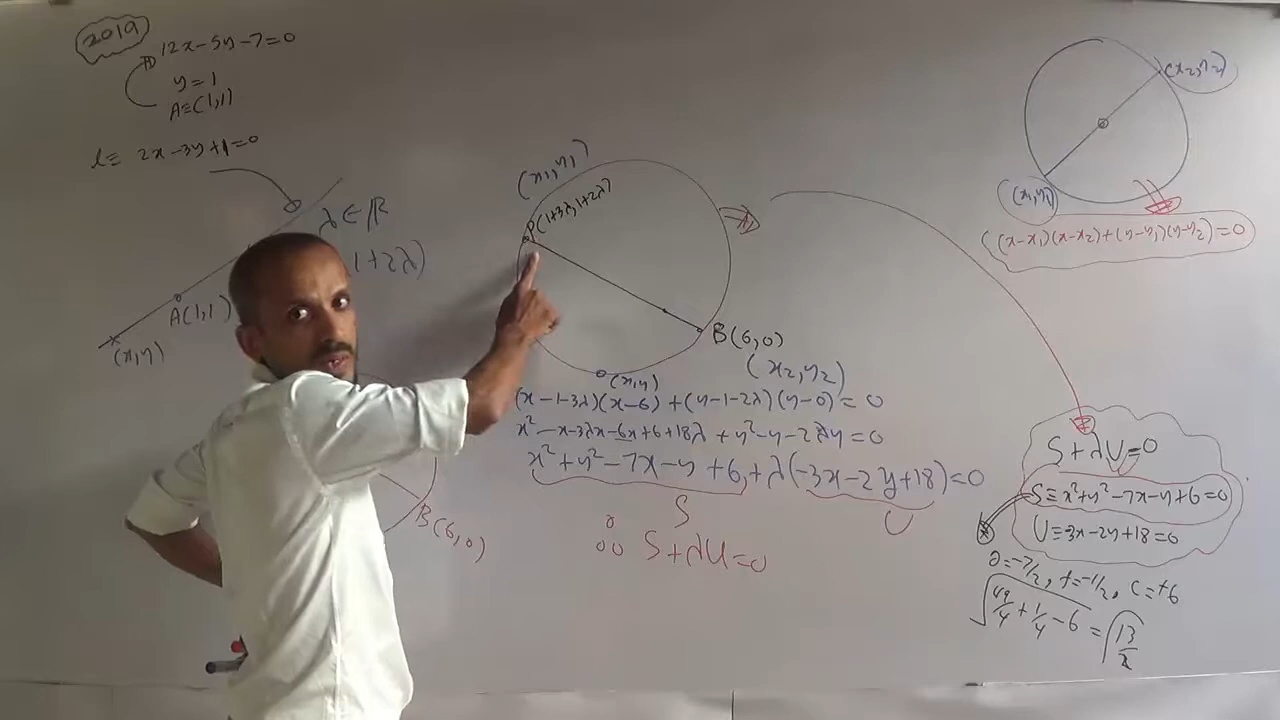 2019
12x-5y-7=0
y=1
A≡(1,1)
l≡ 2x-3y+1=0
λ∈ℝ
1+2λ)
A(1,1)
(x,y)
B(6,0)
(x₁,y₁)
P(1+3λ,1+2λ)
B(6,0)
(x₂,y₂)
(x,y)
(x-1-3λ)(x-6)+(y-1-2λ)(y-0)=0
x²-x-3λx-6x+6+18λ+y²-y-2λy=0
x²+y²-7x-y+6+λ(-3x-2y+18)=0
S
U
∴ S+λU=0
(x₂,y₂)
(x₁,y₁)
(x-x₁)(x-x₂)+(y-y₁)(y-y₂)=0
S+λU=0
S≡x²+y²-7x-y+6=0
U≡3x-2y+18=0
g=-7/2, f=-1/2, c=+6
√49/4+1/4-6 = √13/2